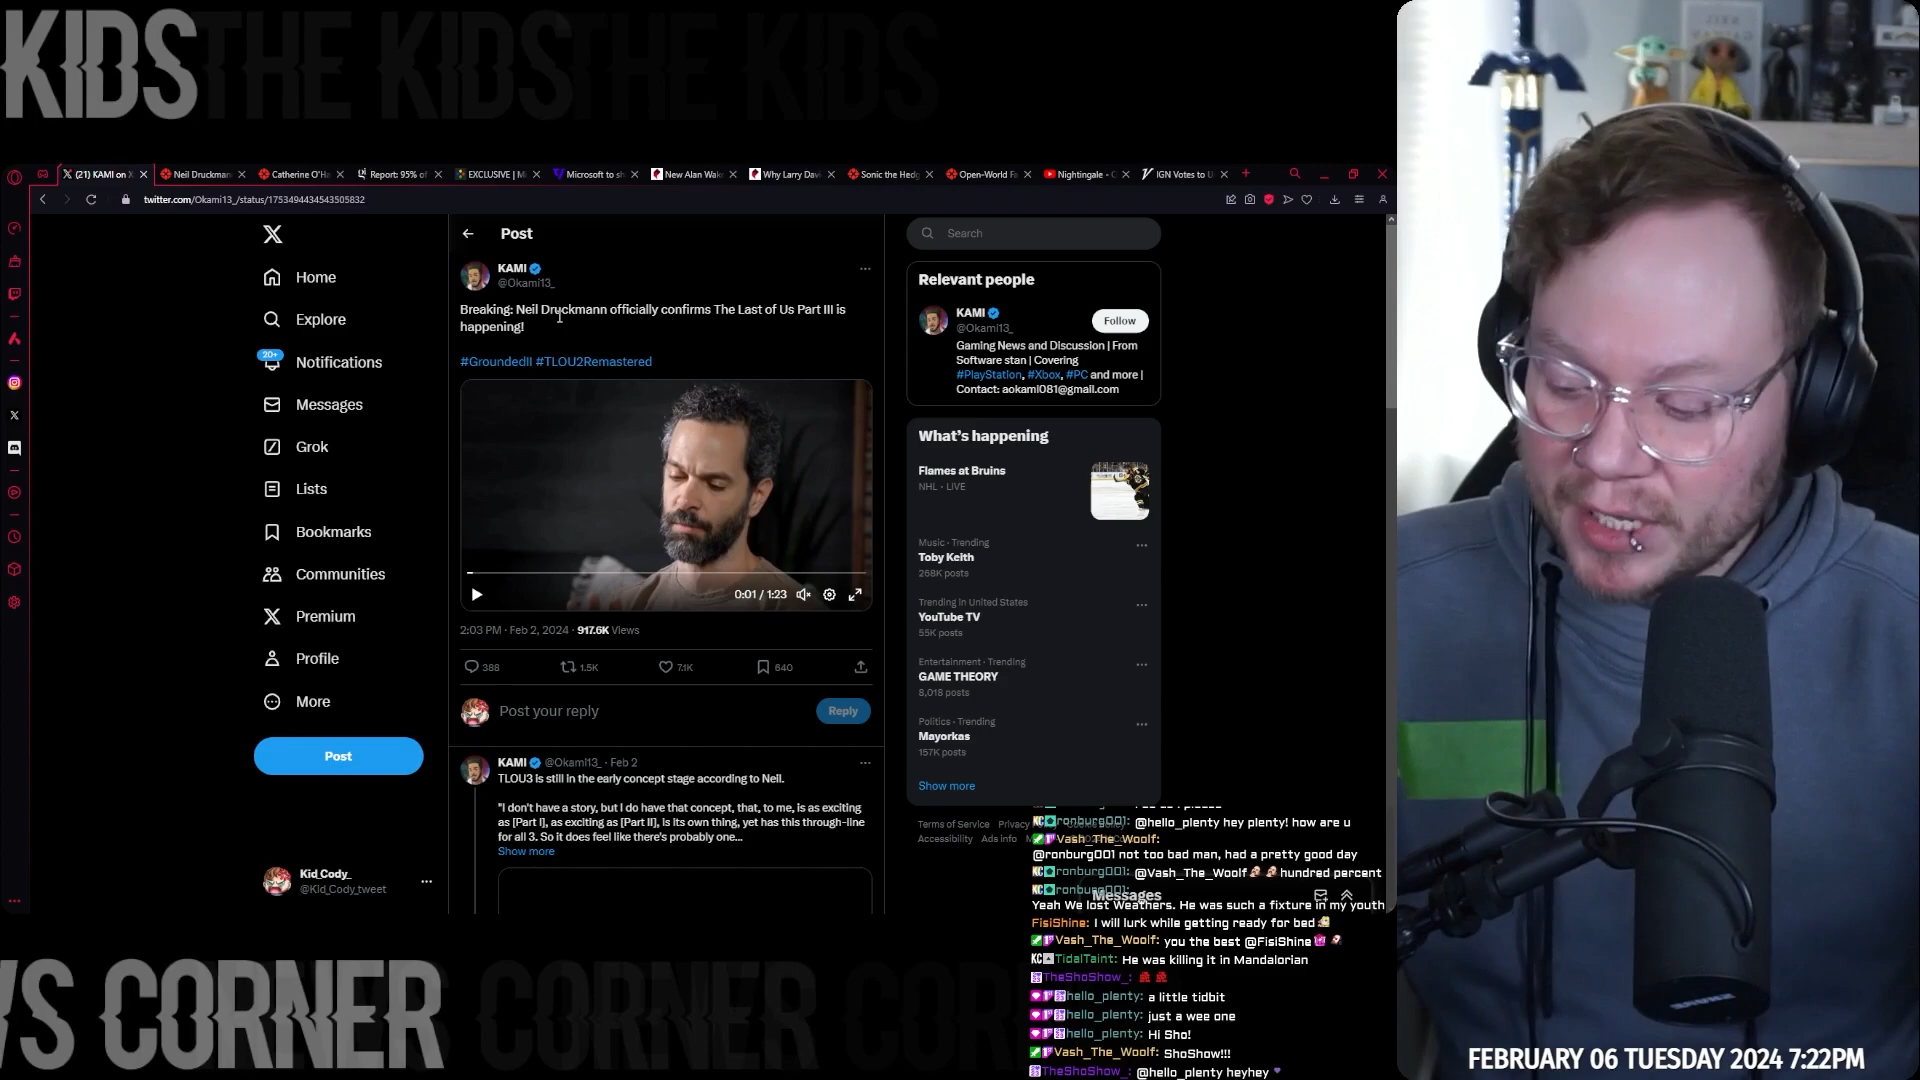 KIDS THE KIDS THE KIDS
(21) KAMI on X
Neil Druckman
Catherine O'Ha
Report: 95% of
EXCLUSIVE | M
Microsoft to sh
New Alan Wak
Why Larry Davi
Sonic the Hedg
Open-World F
Nightingale - O
IGN Votes to U
twitter.com/Okami13_/status/1753494434543505832
X
Home
Explore
20+
Notifications
Messages
Grok
Lists
Bookmarks
Communities
Premium
Profile
More
Post
Kid_Cody_
@Kid_Cody_tweet
Post
KAMI
@Okami13_
Breaking: Neil Druckmann officially confirms The Last of Us Part III is
happening!
#GroundedII #TLOU2Remastered
0:01 / 1:23
2:03 PM · Feb 2, 2024 · 917.6K Views
388
1.5K
7.1K
640
Post your reply
Reply
KAMI @Okami13_ · Feb 2
TLOU3 is still in the early concept stage according to Neil.
"I don't have a story, but I do have that concept, that, to me, is as exciting
as [Part I], as exciting as [Part II], is its own thing, yet has this through-line
for all 3. So it does feel like there's probably one...
Show more
Search
Relevant people
KAMI
@Okami13_
Follow
Gaming News and Discussion | From
Software stan | Covering
#PlayStation, #Xbox, #PC and more |
Contact: aokami081@gmail.com
What's happening
Flames at Bruins
NHL · LIVE
Music · Trending
Toby Keith
268K posts
Trending in United States
YouTube TV
55K posts
Entertainment · Trending
GAME THEORY
8,018 posts
Politics · Trending
Mayorkas
157K posts
Show more
Terms of Service Privacy
Accessibility Ads info
Messages
ronburg001: @hello_plenty hey plenty! how are u
Vash_The_Woolf:
@ronburg001 not too bad man, had a pretty good day
ronburg001: @Vash_The_Woolf hundred percent
ronburg001:
Yeah We lost Weathers. He was such a fixture in my youth
FisiShine: I will lurk while getting ready for bed
Vash_The_Woolf: you the best @FisiShine
TidalTaint: He was killing it in Mandalorian
TheShoShow_:
hello_plenty: a little tidbit
hello_plenty: just a wee one
hello_plenty: Hi Sho!
Vash_The_Woolf: ShoShow!!!
TheShoShow_: @hello_plenty heyhey
WS CORNER CORNER COR
FEBRUARY 06 TUESDAY 2024 7:22PM